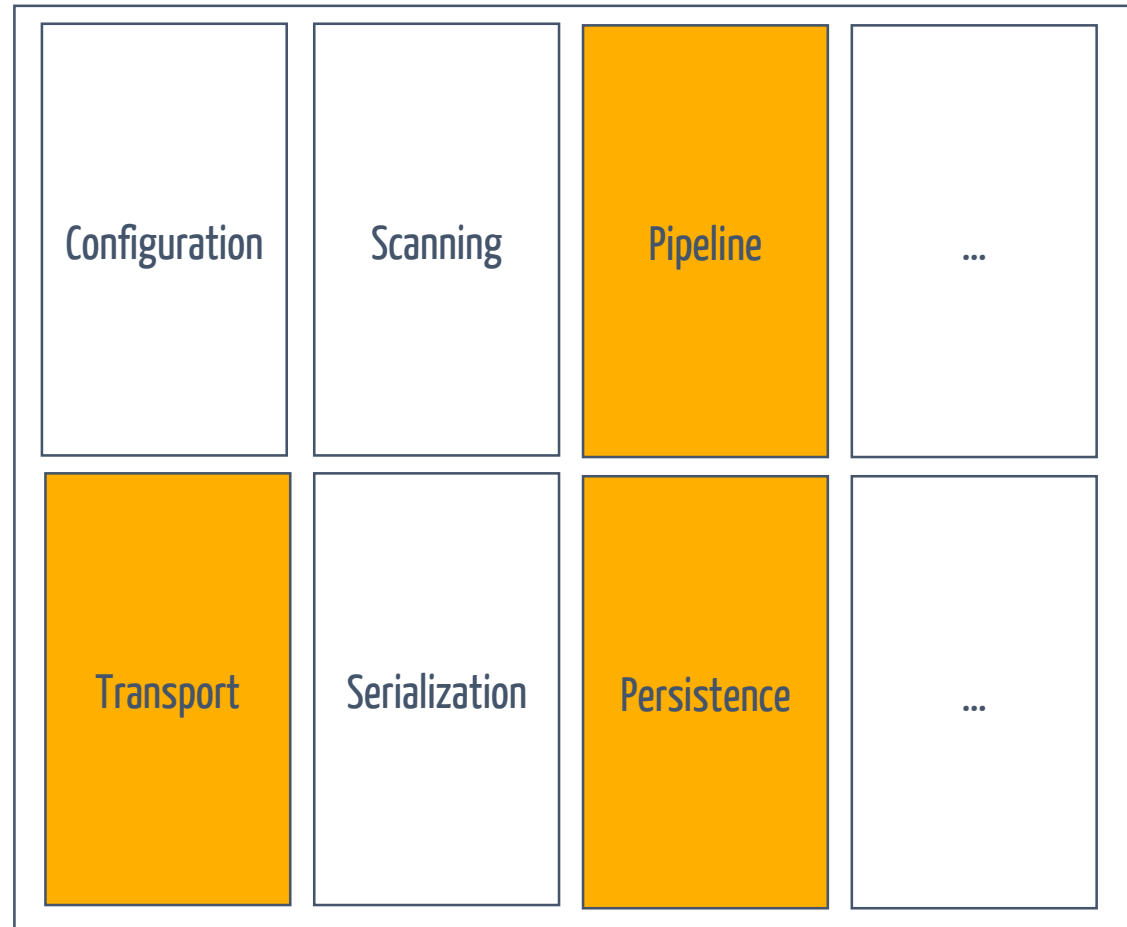 Configuration
Scanning
Pipeline
...
Transport
Serialization
Persistence
...